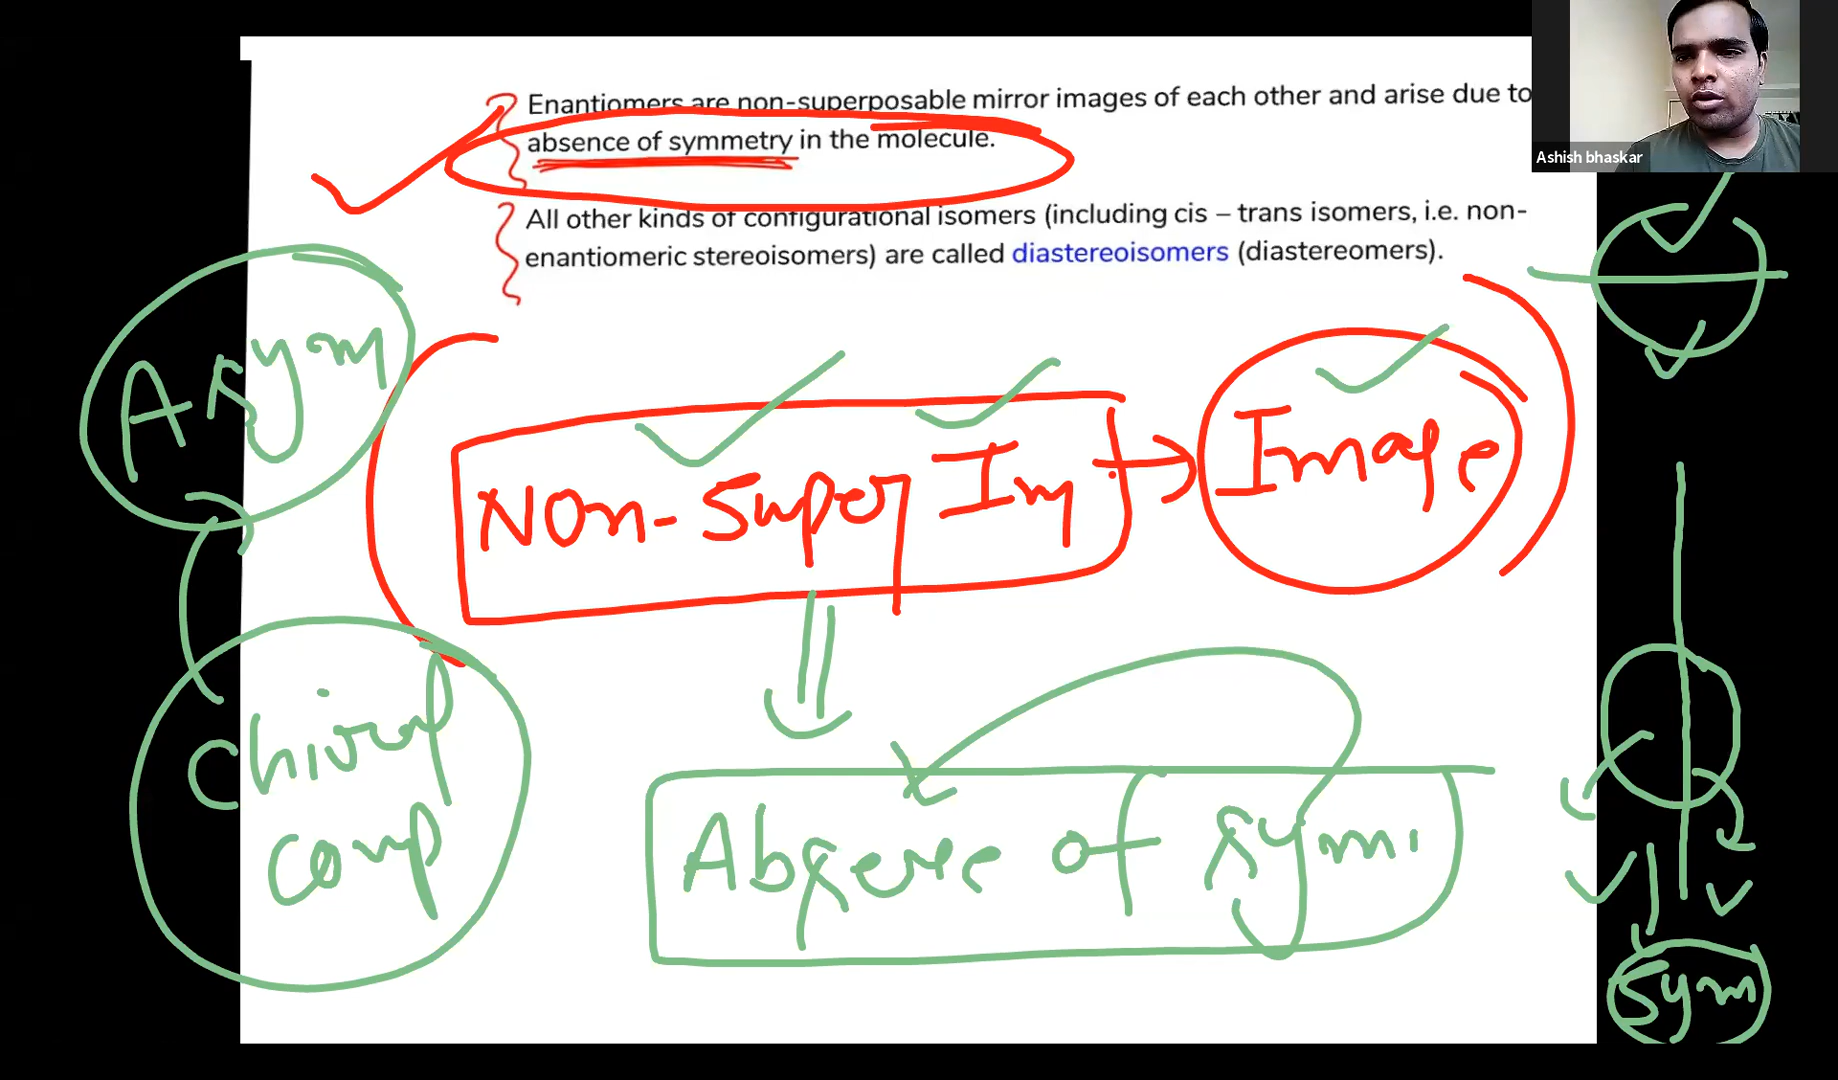 Enantiomers are non-superposable mirror images of each other and arise due to
absence of symmetry in the molecule.
Ashish bhaskar
All other kinds of configurational isomers (including cis – trans isomers, i.e. non-
enantiomeric stereoisomers) are called diastereoisomers (diastereomers).
Asym
Non-Super Im Image
Chiral
comp
Absence of sym.
Sym